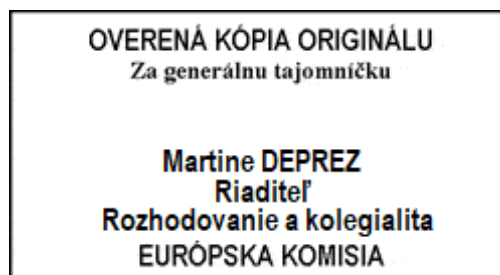 OVERENÁ KÓPIA ORIGINÁLU
Za generálnu tajomníčku
Martine DEPREZ
Riaditeľ
Rozhodovanie a kolegialita
EURÓPSKA KOMISIA